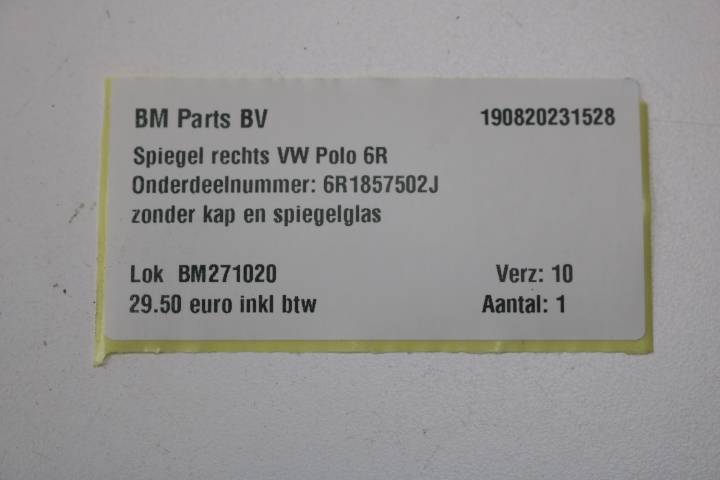 BM Parts BV 190820231528
Spiegel rechts VW Polo 6R
Onderdeelnummer: 6R1857502J
zonder kap en spiegelglas
Lok BM271020 Verz: 10
29.50 euro inkl btw Aantal: 1